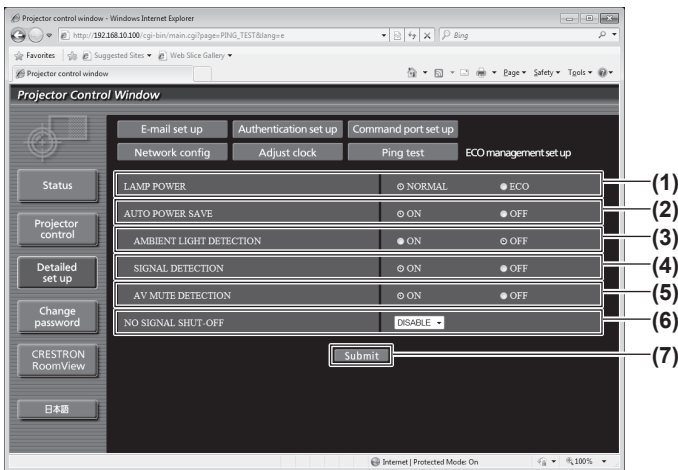 Projector control window - Windows Internet Explorer
http://192.168.10.100/cgi-bin/main.cgi?page=PING_TEST&lang=e
Bing
Favorites Suggested Sites Web Slice Gallery
Projector control window
Page Safety Tools
Projector Control Window
E-mail set up Authentication set up Command port set up
Network config Adjust clock Ping test ECO management set up
Status
Projector control
Detailed set up
Change password
CRESTRON RoomView
日本語
LAMP POWER NORMAL ECO (1)
AUTO POWER SAVE ON OFF (2)
AMBIENT LIGHT DETECTION ON OFF (3)
SIGNAL DETECTION ON OFF (4)
AV MUTE DETECTION ON OFF (5)
NO SIGNAL SHUT-OFF DISABLE (6)
Submit (7)
Internet | Protected Mode: On 100%